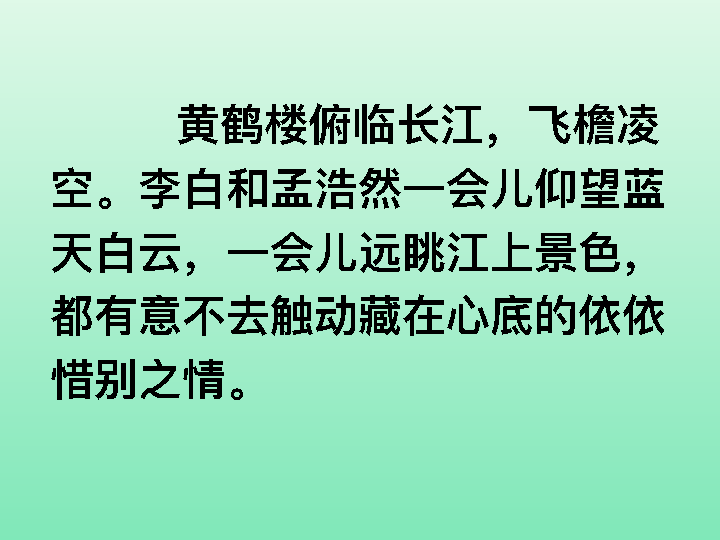 黄鹤楼俯临长江，飞檐凌
空。李白和孟浩然一会儿仰望蓝
天白云，一会儿远眺江上景色，
都有意不去触动藏在心底的依依
惜别之情。